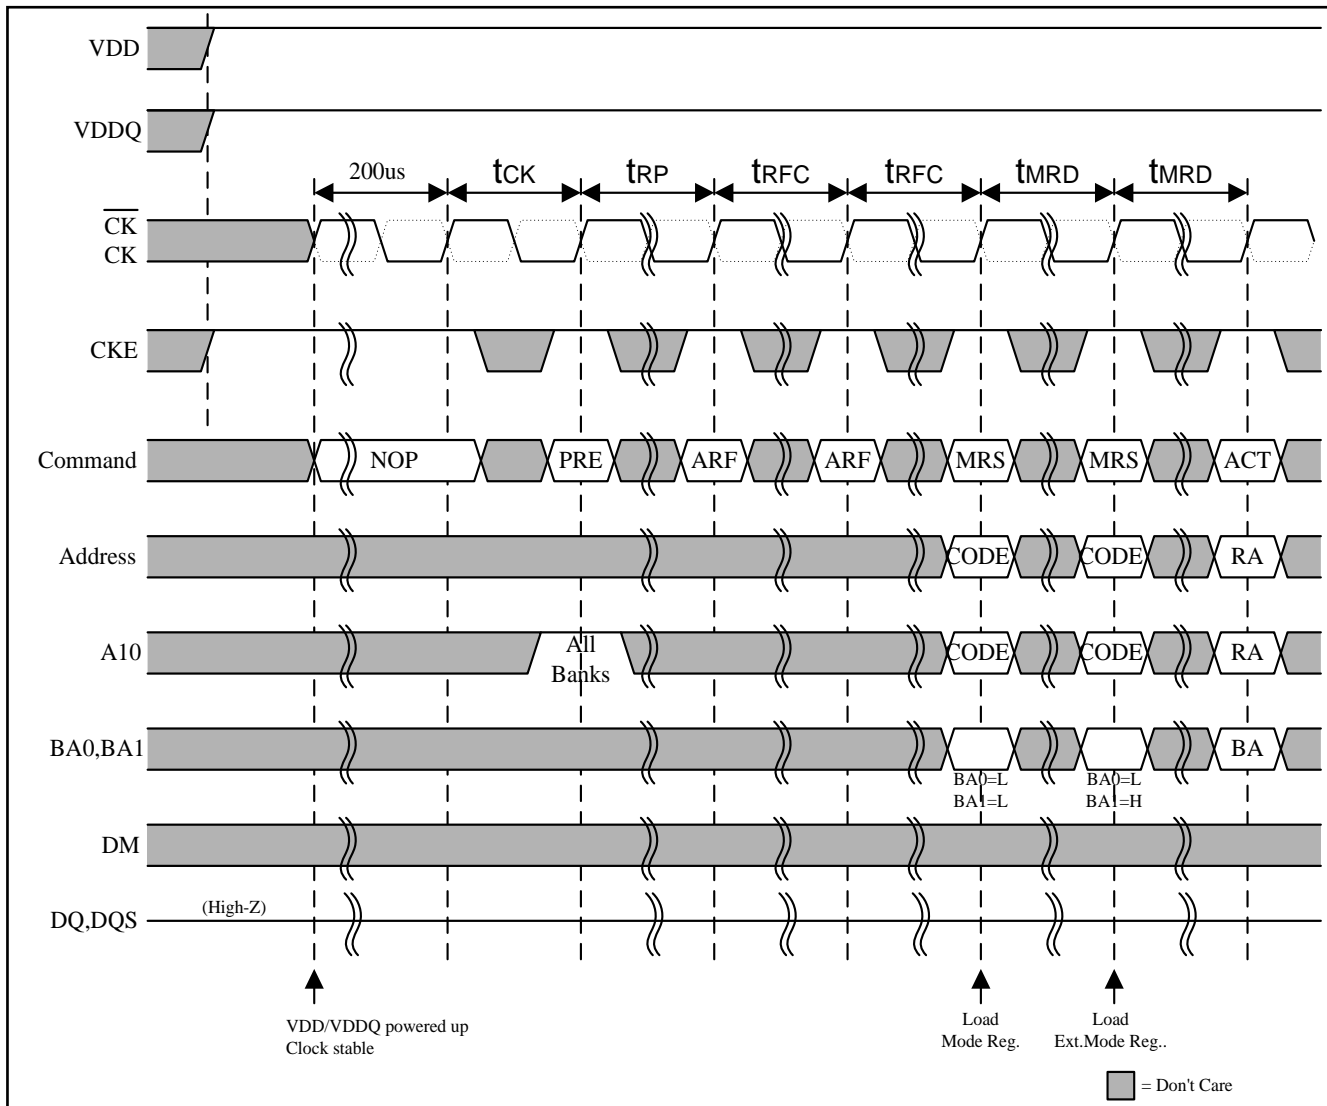 VDD
VDDQ
200us tCK tRP tRFC tRFC tMRD tMRD
CK
CK
CKE
Command NOP PRE ARF ARF MRS MRS ACT
Address CODE CODE RA
A10 All Banks CODE CODE RA
BA0,BA1 BA
BA0=L BA0=L
BA1=L BA1=H
DM
DQ,DQS (High-Z)
VDD/VDDQ powered up
Clock stable
Load
Mode Reg.
Load
Ext.Mode Reg..
= Don't Care